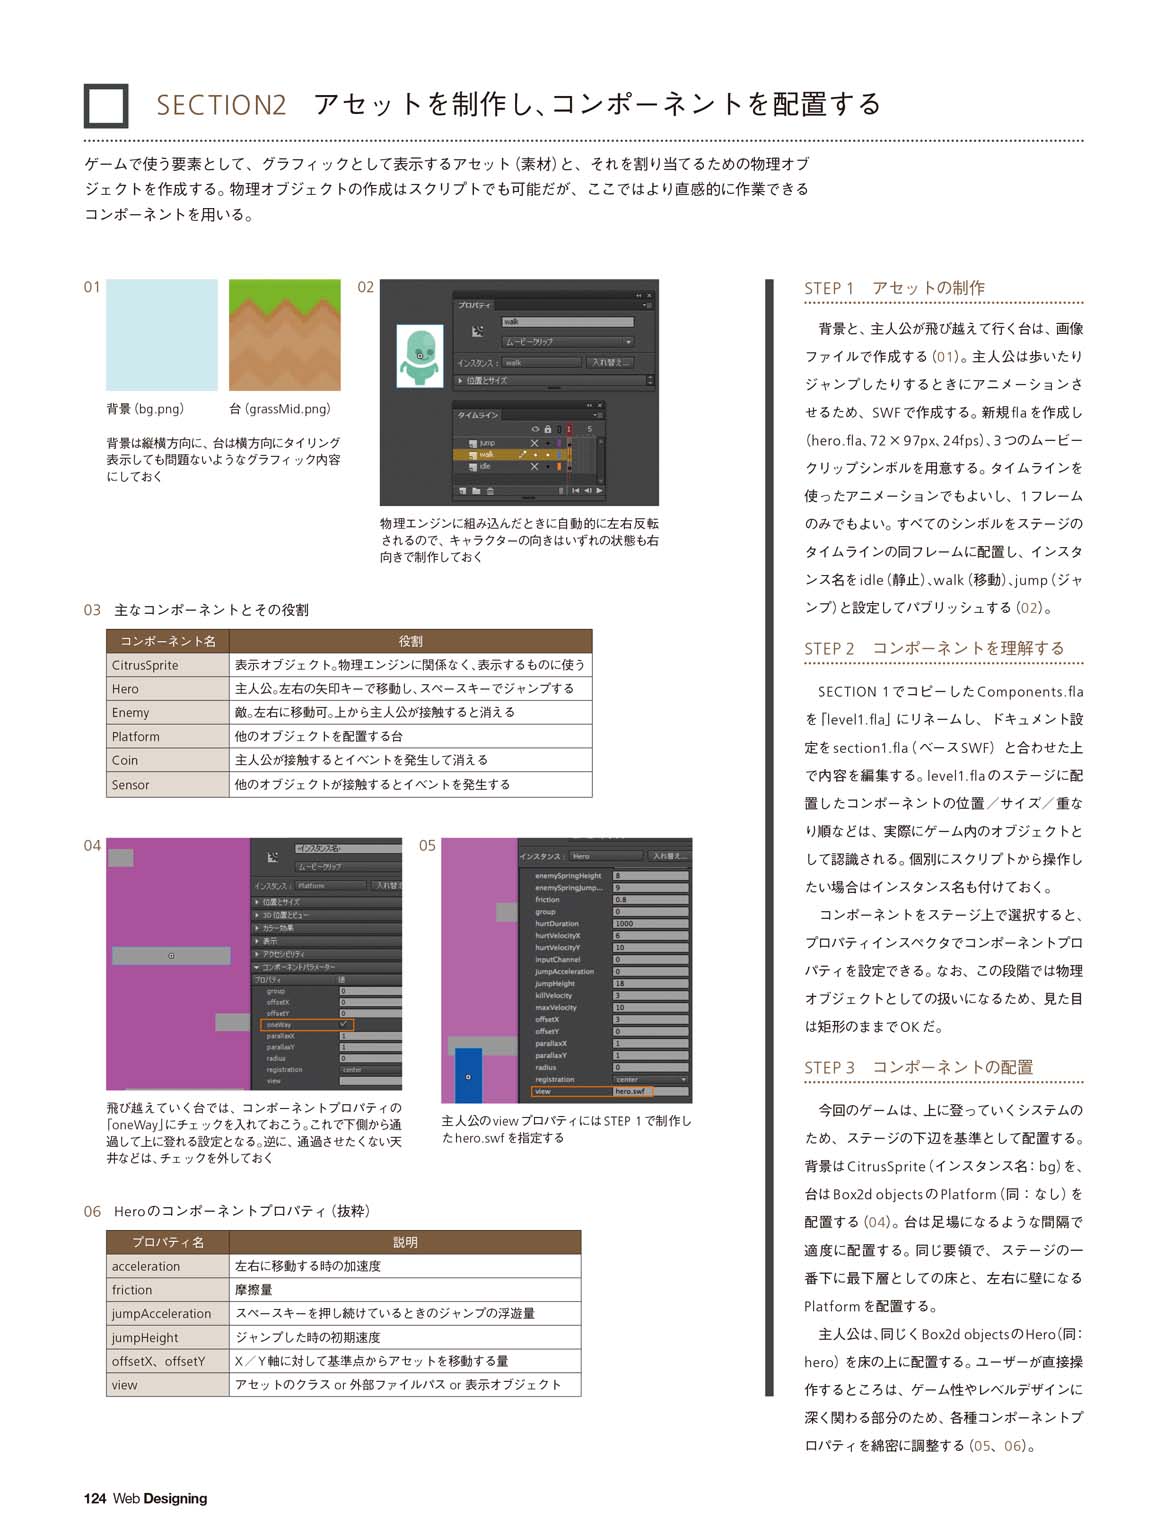 SECTION2 アセットを制作し、コンポーネントを配置する
ゲームで使う要素として、グラフィックとして表示するアセット（素材）と、それを割り当てるための物理オブ
ジェクトを作成する。物理オブジェクトの作成はスクリプトでも可能だが、ここではより直感的に作業できる
コンポーネントを用いる。
01
背景（bg.png）
台（grassMid.png）
背景は縦横方向に、台は横方向にタイリング
表示しても問題ないようなグラフィック内容
にしておく
02
プロパティ
walk
ムービークリップ
インスタンス： walk 入れ替え...
位置とサイズ
タイムライン
1 5
jump
walk
idle
物理エンジンに組み込んだときに自動的に左右反転
されるので、キャラクターの向きはいずれの状態も右
向きで制作しておく
03 主なコンポーネントとその役割
コンポーネント名 役割
CitrusSprite 表示オブジェクト。物理エンジンに関係なく、表示するものに使う
Hero 主人公。左右の矢印キーで移動し、スペースキーでジャンプする
Enemy 敵。左右に移動可。上から主人公が接触すると消える
Platform 他のオブジェクトを配置する台
Coin 主人公が接触するとイベントを発生して消える
Sensor 他のオブジェクトが接触するとイベントを発生する
04
<インスタンス名>
ムービークリップ
インスタンス： Platform 入れ替え
位置とサイズ
3D 位置とビュー
カラー効果
表示
アクセシビリティ
コンポーネントパラメーター
プロパティ 値
group 0
offsetX 0
offsetY 0
oneWay
parallaxX 1
parallaxY 1
radius 0
registration center
view
飛び越えていく台では、コンポーネントプロパティの
「oneWay」にチェックを入れておこう。これで下側から通
過して上に登れる設定となる。逆に、通過させたくない天
井などは、チェックを外しておく
05
インスタンス： Hero 入れ替え...
enemySpringHeight 8
enemySpringJump... 9
friction 0.8
group 0
hurtDuration 1000
hurtVelocityX 6
hurtVelocityY 10
inputChannel 0
jumpAcceleration 0
jumpHeight 18
killVelocity 3
maxVelocity 10
offsetX 3
offsetY 0
parallaxX 1
parallaxY 1
radius 0
registration center
view hero.swf
主人公のviewプロパティにはSTEP 1で制作し
たhero.swfを指定する
06 Heroのコンポーネントプロパティ（抜粋）
プロパティ名 説明
acceleration 左右に移動する時の加速度
friction 摩擦量
jumpAcceleration スペースキーを押し続けているときのジャンプの浮遊量
jumpHeight ジャンプした時の初期速度
offsetX、offsetY X／Y軸に対して基準点からアセットを移動する量
view アセットのクラス or 外部ファイルパス or 表示オブジェクト
STEP 1 アセットの制作
背景と、主人公が飛び越えて行く台は、画像
ファイルで作成する（01）。主人公は歩いたり
ジャンプしたりするときにアニメーションさ
せるため、SWFで作成する。新規flaを作成し
（hero.fla、72×97px、24fps）、3つのムービー
クリップシンボルを用意する。タイムラインを
使ったアニメーションでもよいし、1フレーム
のみでもよい。すべてのシンボルをステージの
タイムラインの同フレームに配置し、インスタ
ンス名をidle（静止）、walk（移動）、jump（ジャ
ンプ）と設定してパブリッシュする（02）。
STEP 2 コンポーネントを理解する
SECTION 1でコピーしたComponents.fla
を「level1.fla」にリネームし、ドキュメント設
定をsection1.fla（ベースSWF）と合わせた上
で内容を編集する。level1.flaのステージに配
置したコンポーネントの位置／サイズ／重な
り順などは、実際にゲーム内のオブジェクトと
して認識される。個別にスクリプトから操作し
たい場合はインスタンス名も付けておく。
コンポーネントをステージ上で選択すると、
プロパティインスペクタでコンポーネントプロ
パティを設定できる。なお、この段階では物理
オブジェクトとしての扱いになるため、見た目
は矩形のままでOKだ。
STEP 3 コンポーネントの配置
今回のゲームは、上に登っていくシステムの
ため、ステージの下辺を基準として配置する。
背景はCitrusSprite（インスタンス名：bg）を、
台はBox2d objectsのPlatform（同：なし）を
配置する（04）。台は足場になるような間隔で
適度に配置する。同じ要領で、ステージの一
番下に最下層としての床と、左右に壁になる
Platformを配置する。
主人公は、同じくBox2d objectsのHero（同：
hero）を床の上に配置する。ユーザーが直接操
作するところは、ゲーム性やレベルデザインに
深く関わる部分のため、各種コンポーネントプ
ロパティを綿密に調整する（05、06）。
124 Web Designing